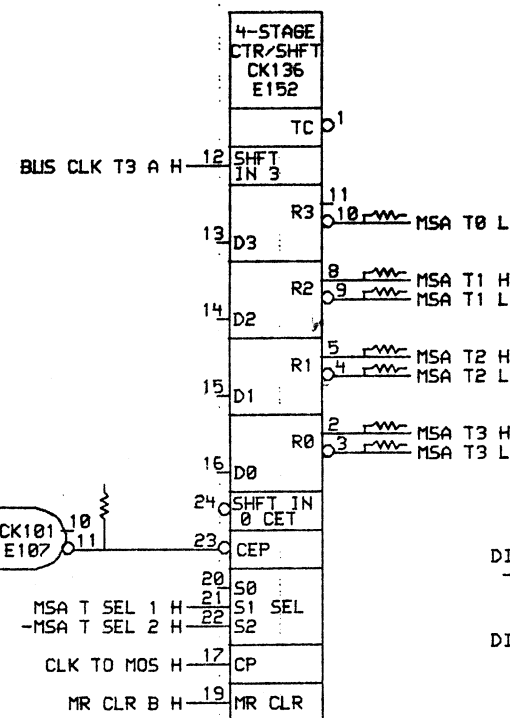 4-STAGE
CTR/SHFT
CK136
E152
TC 1
BUS CLK T3 A H 12 SHFT
IN 3
R3 11
10 MSA T0 L
13 D3
R2 8 MSA T1 H
9 MSA T1 L
14 D2
R1 5 MSA T2 H
4 MSA T2 L
15 D1
R0 2 MSA T3 H
3 MSA T3 L
16 D0
24 SHFT IN
0 CET
CK101 10
E107 11
23 CEP
DI
20 S0
MSA T SEL 1 H 21 S1 SEL
-MSA T SEL 2 H 22 S2
DI
CLK TO MOS H 17 CP
MR CLR B H 19 MR CLR